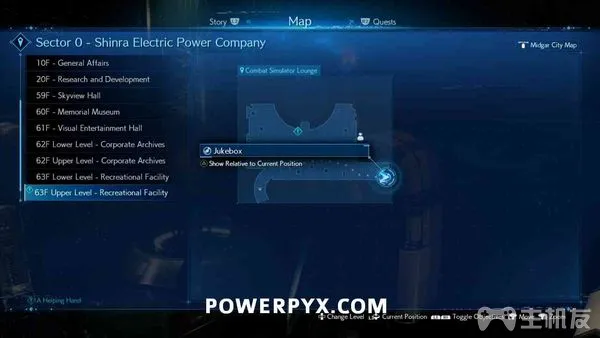 Story
Map
Quests
Sector 0 - Shinra Electric Power Company
Midgar City Map
10F - General Affairs
20F - Research and Development
59F - Skyview Hall
60F - Memorial Museum
61F - Visual Entertainment Hall
62F Lower Level - Corporate Archives
62F Upper Level - Corporate Archives
63F Lower Level - Recreational Facility
63F Upper Level - Recreational Facility
Combat Simulator Lounge
Jukebox
Show Relative to Current Position
A Helping Hand
POWERPYX.COM
Change Level
Current Position
Toggle Objectives
Move
Zoom
主机友